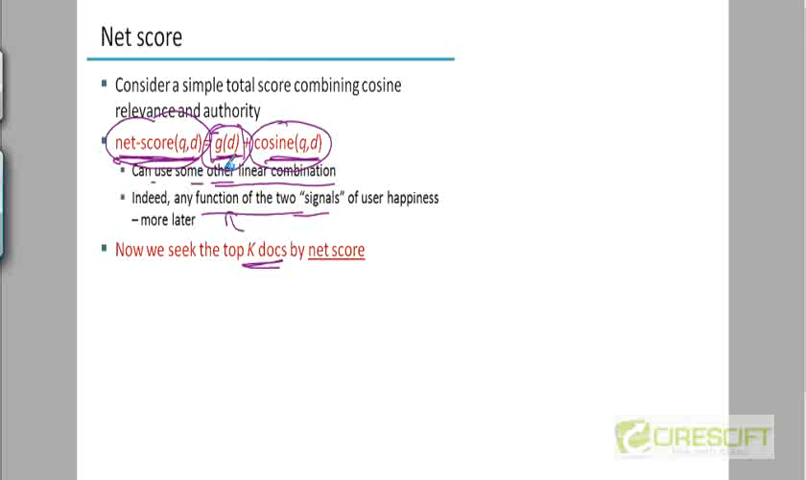 Net score
▪ Consider a simple total score combining cosine
relevance and authority
▪ net-score(q,d) = g(d) + cosine(q,d)
▪ Can use some other linear combination
▪ Indeed, any function of the two “signals” of user happiness
– more later
▪ Now we seek the top K docs by net score